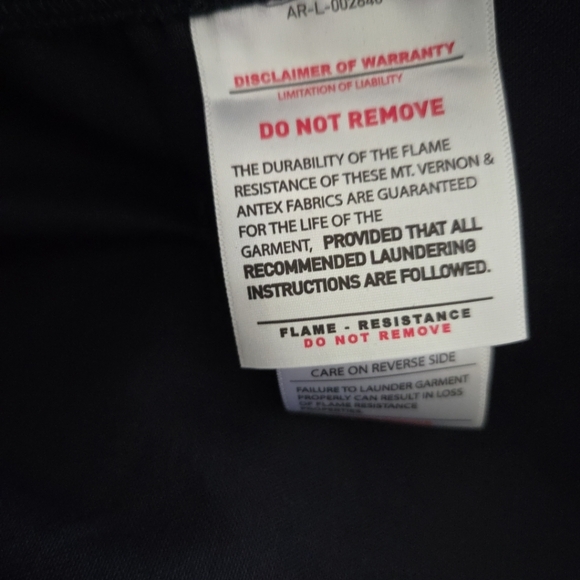 DISCLAIMER OF WARRANTY
LIMITATION OF LIABILITY
DO NOT REMOVE
THE DURABILITY OF THE FLAME
RESISTANCE OF THESE MT. VERNON &
ANTEX FABRICS ARE GUARANTEED
FOR THE LIFE OF THE
GARMENT, PROVIDED THAT ALL
RECOMMENDED LAUNDERING
INSTRUCTIONS ARE FOLLOWED.
FLAME - RESISTANCE
DO NOT REMOVE
CARE ON REVERSE SIDE
FAILURE TO LAUNDER GARMENT
PROPERLY CAN RESULT IN LOSS
OF FLAME RESISTANCE